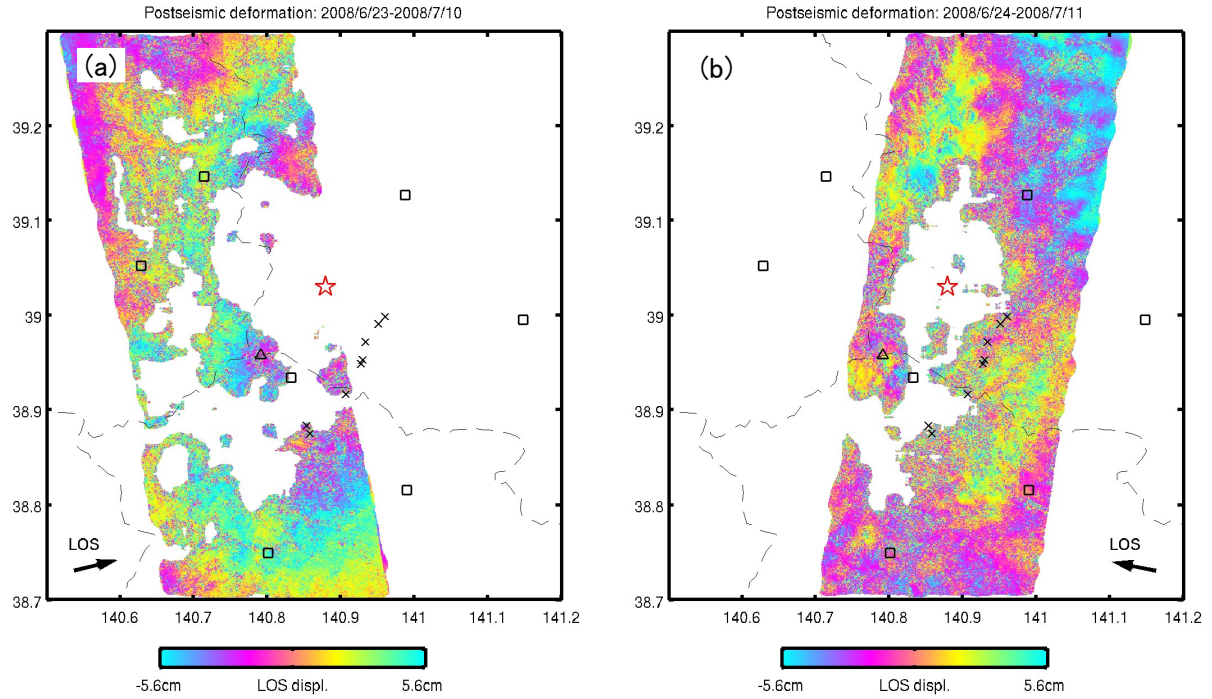 Postseismic deformation: 2008/6/23-2008/7/10
(a)
39.2
39.1
39
38.9
38.8
38.7
140.6 140.7 140.8 140.9 141 141.1 141.2
LOS
-5.6cm LOS displ. 5.6cm
Postseismic deformation: 2008/6/24-2008/7/11
(b)
39.2
39.1
39
38.9
38.8
38.7
140.6 140.7 140.8 140.9 141 141.1 141.2
LOS
-5.6cm LOS displ. 5.6cm